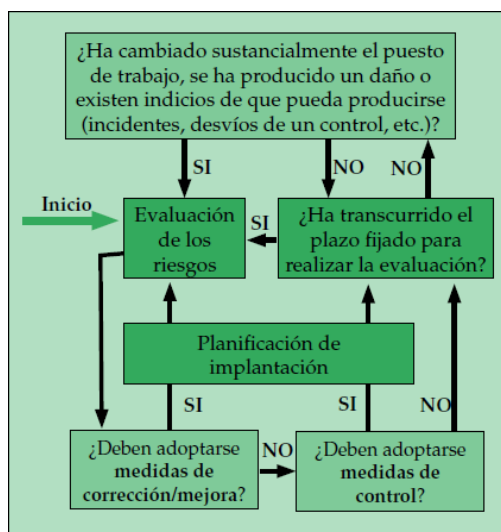 ¿Ha cambiado sustancialmente el puesto
de trabajo, se ha producido un daño o
existen indicios de que pueda producirse
(incidentes, desvíos de un control, etc.)?
SI
NO
NO
Inicio
Evaluación
de los
riesgos
SI
¿Ha transcurrido el
plazo fijado para
realizar la evaluación?
Planificación de
implantación
SI
SI
NO
¿Deben adoptarse
medidas de
corrección/mejora?
NO
¿Deben adoptarse
medidas de
control?